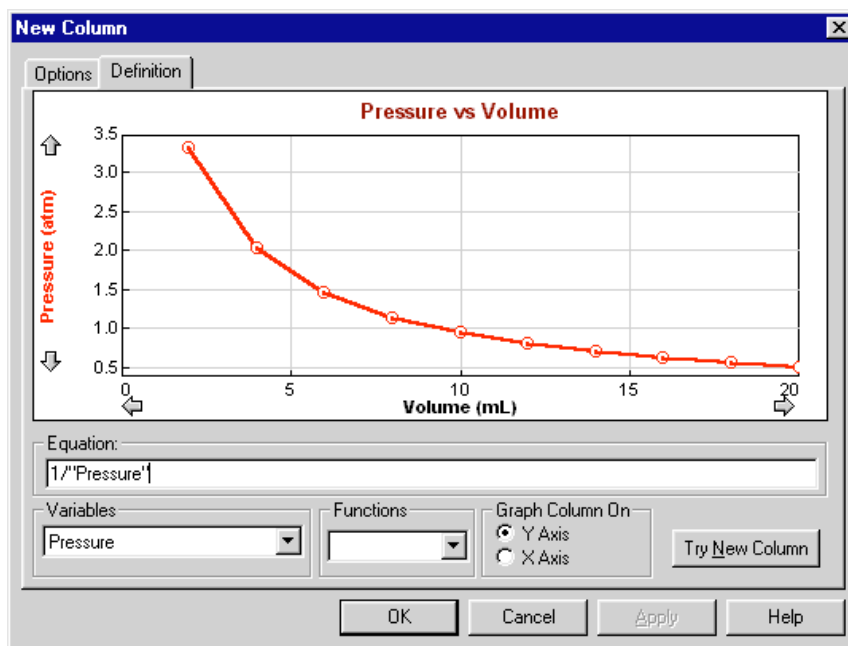 New Column
Options Definition
Pressure vs Volume
3.5
3.0
2.5
2.0
1.5
1.0
0.5
Pressure (atm)
0 5 10 15 20
Volume (mL)
Equation:
1/"Pressure"
Variables
Pressure
Functions
Graph Column On
Y Axis
X Axis
Try New Column
OK Cancel Apply Help